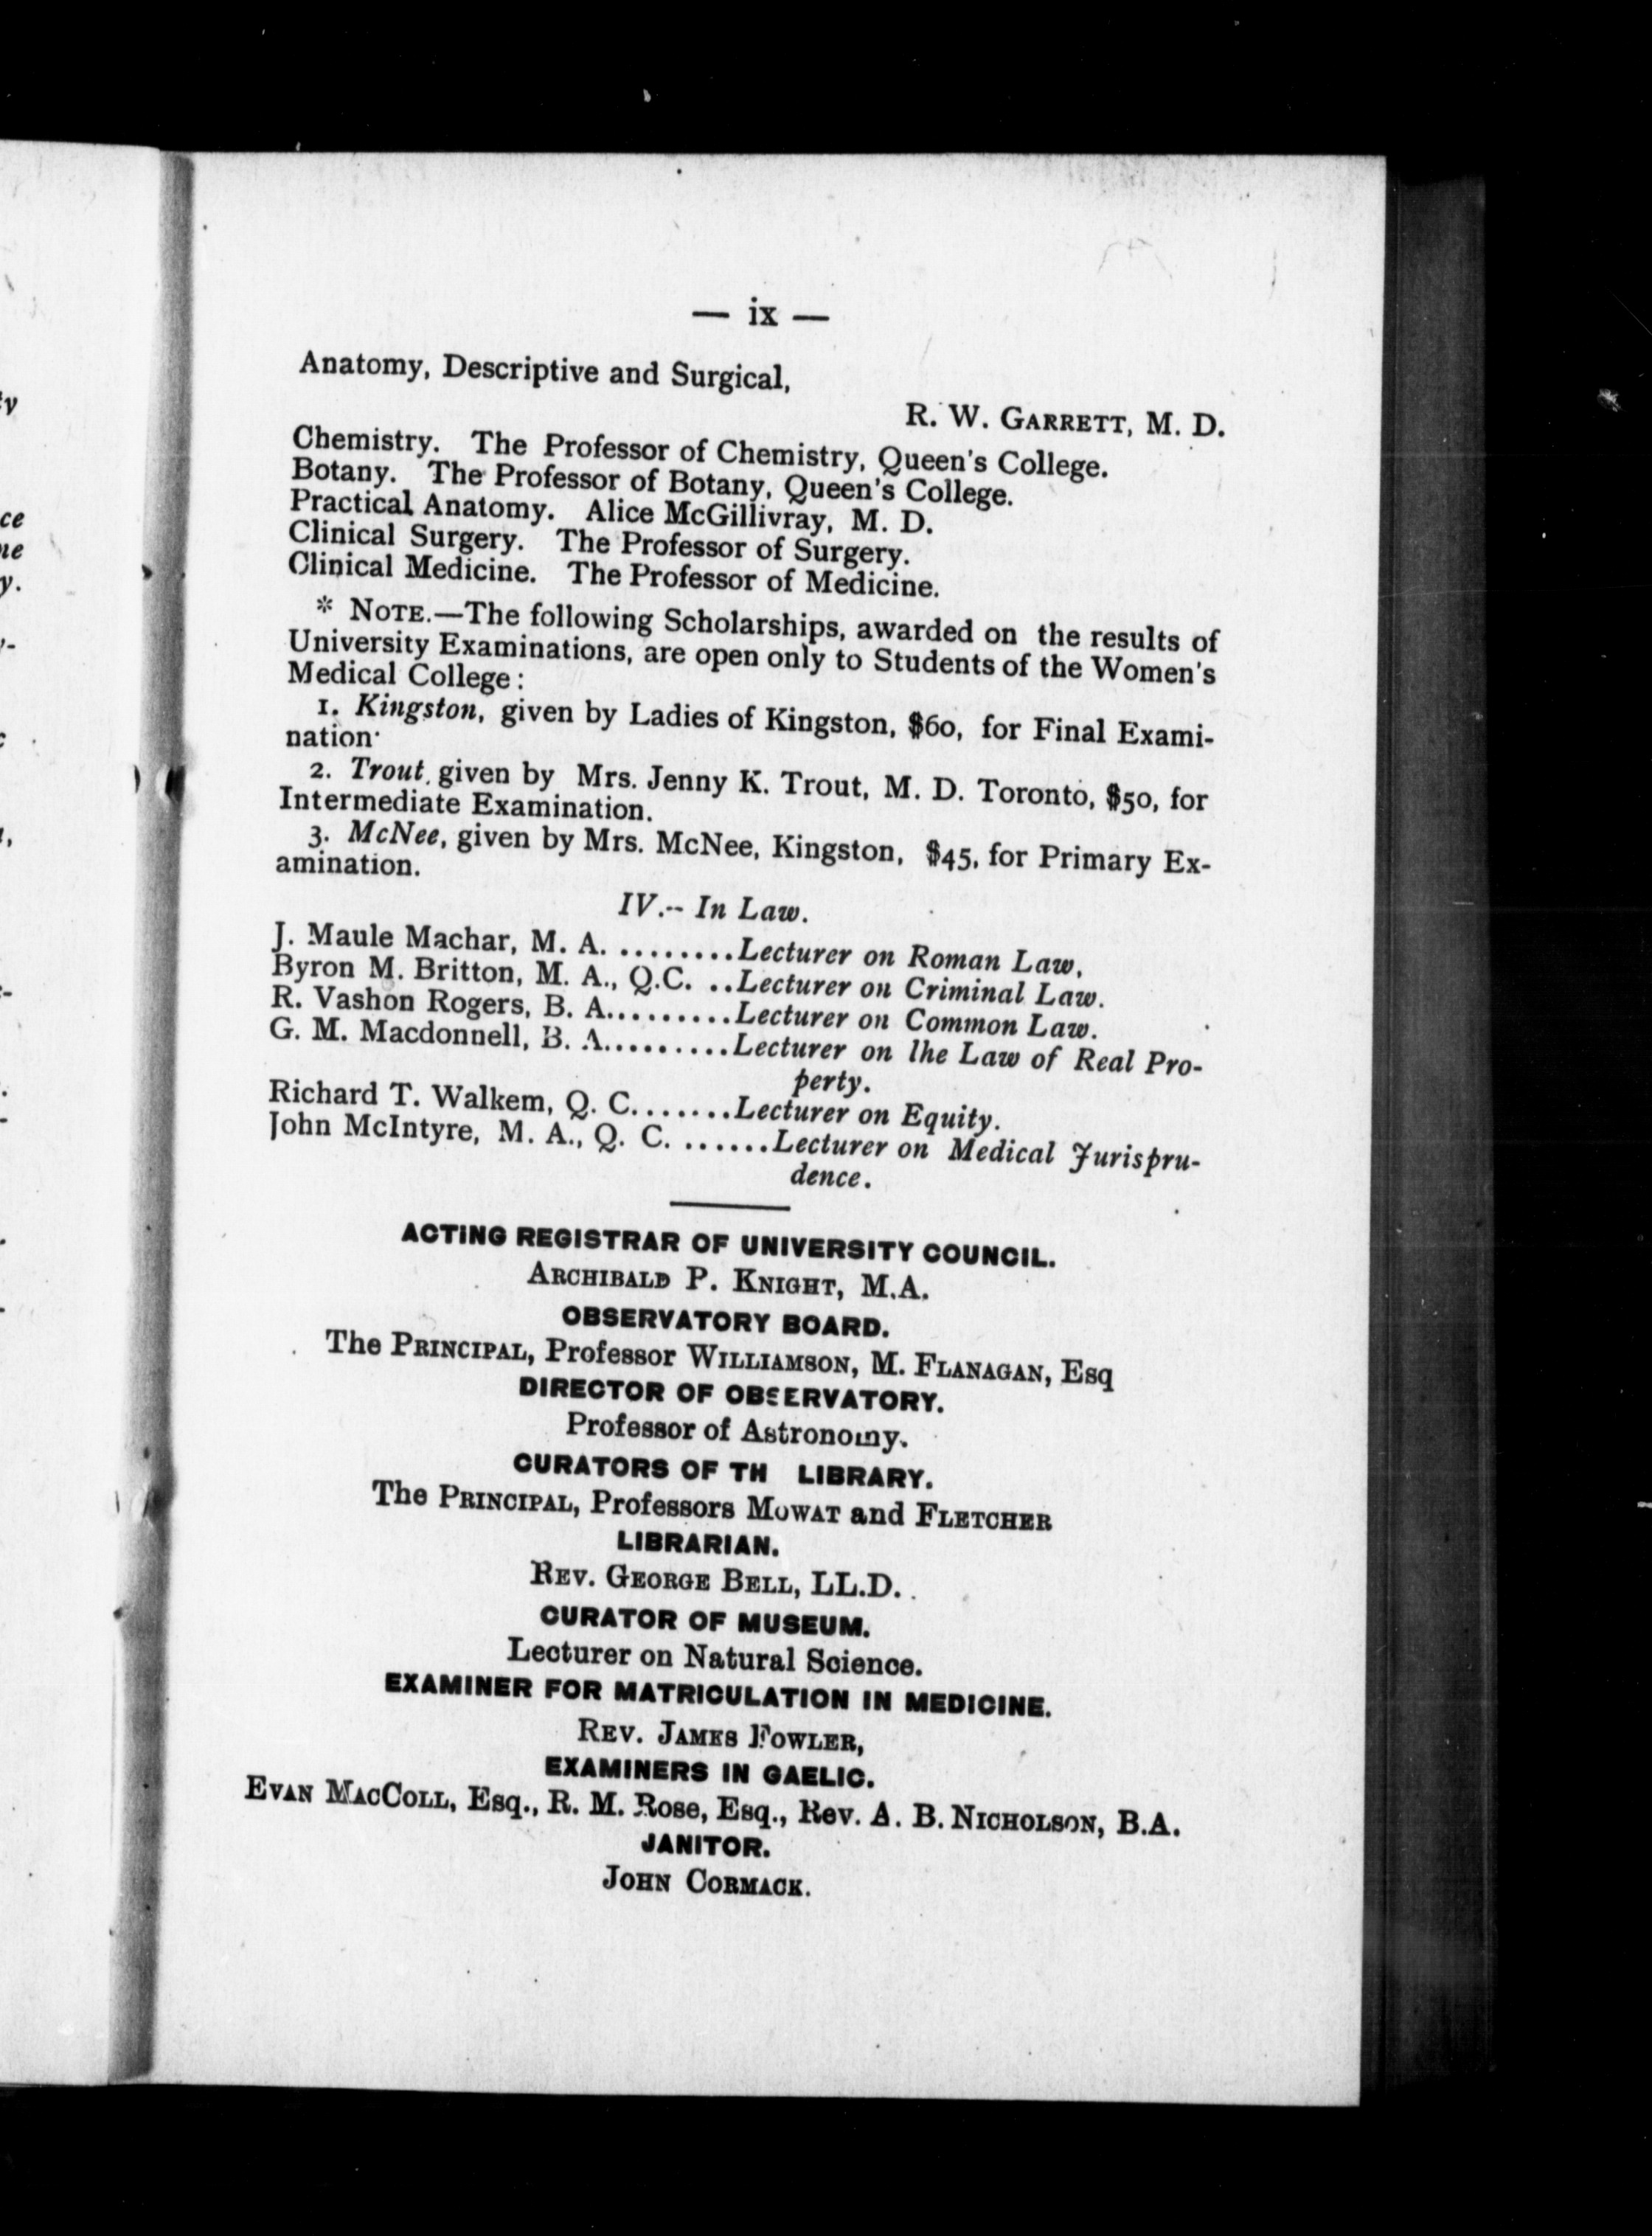 — ix —
Anatomy, Descriptive and Surgical,
R. W. GARRETT, M. D.
Chemistry. The Professor of Chemistry, Queen's College.
Botany. The Professor of Botany, Queen's College.
Practical Anatomy. Alice McGillivray, M. D.
Clinical Surgery. The Professor of Surgery.
Clinical Medicine. The Professor of Medicine.
* NOTE.—The following Scholarships, awarded on the results of
University Examinations, are open only to Students of the Women's
Medical College:
1. Kingston, given by Ladies of Kingston, $60, for Final Exami-
nation·
2. Trout, given by Mrs. Jenny K. Trout, M. D. Toronto, $50, for
Intermediate Examination.
3. McNee, given by Mrs. McNee, Kingston, $45, for Primary Ex-
amination.
IV.-- In Law.
J. Maule Machar, M. A. .........Lecturer on Roman Law,
Byron M. Britton, M. A., Q.C. ..Lecturer on Criminal Law.
R. Vashon Rogers, B. A.........Lecturer on Common Law.
G. M. Macdonnell, B. A.........Lecturer on lhe Law of Real Pro-
perty.
Richard T. Walkem, Q. C.......Lecturer on Equity.
John McIntyre, M. A., Q. C. .......Lecturer on Medical Jurispru-
dence.
ACTING REGISTRAR OF UNIVERSITY COUNCIL.
ARCHIBALD P. KNIGHT, M.A.
OBSERVATORY BOARD.
The PRINCIPAL, Professor WILLIAMSON, M. FLANAGAN, Esq
DIRECTOR OF OBSERVATORY.
Professor of Astronomy.
CURATORS OF TH LIBRARY.
The PRINCIPAL, Professors MOWAT and FLETCHER
LIBRARIAN.
REV. GEORGE BELL, LL.D.
CURATOR OF MUSEUM.
Lecturer on Natural Science.
EXAMINER FOR MATRICULATION IN MEDICINE.
REV. JAMES FOWLER,
EXAMINERS IN GAELIC.
EVAN MACCOLL, Esq., R. M. ROSE, Esq., Rev. A. B. NICHOLSON, B.A.
JANITOR.
JOHN CORMACK.